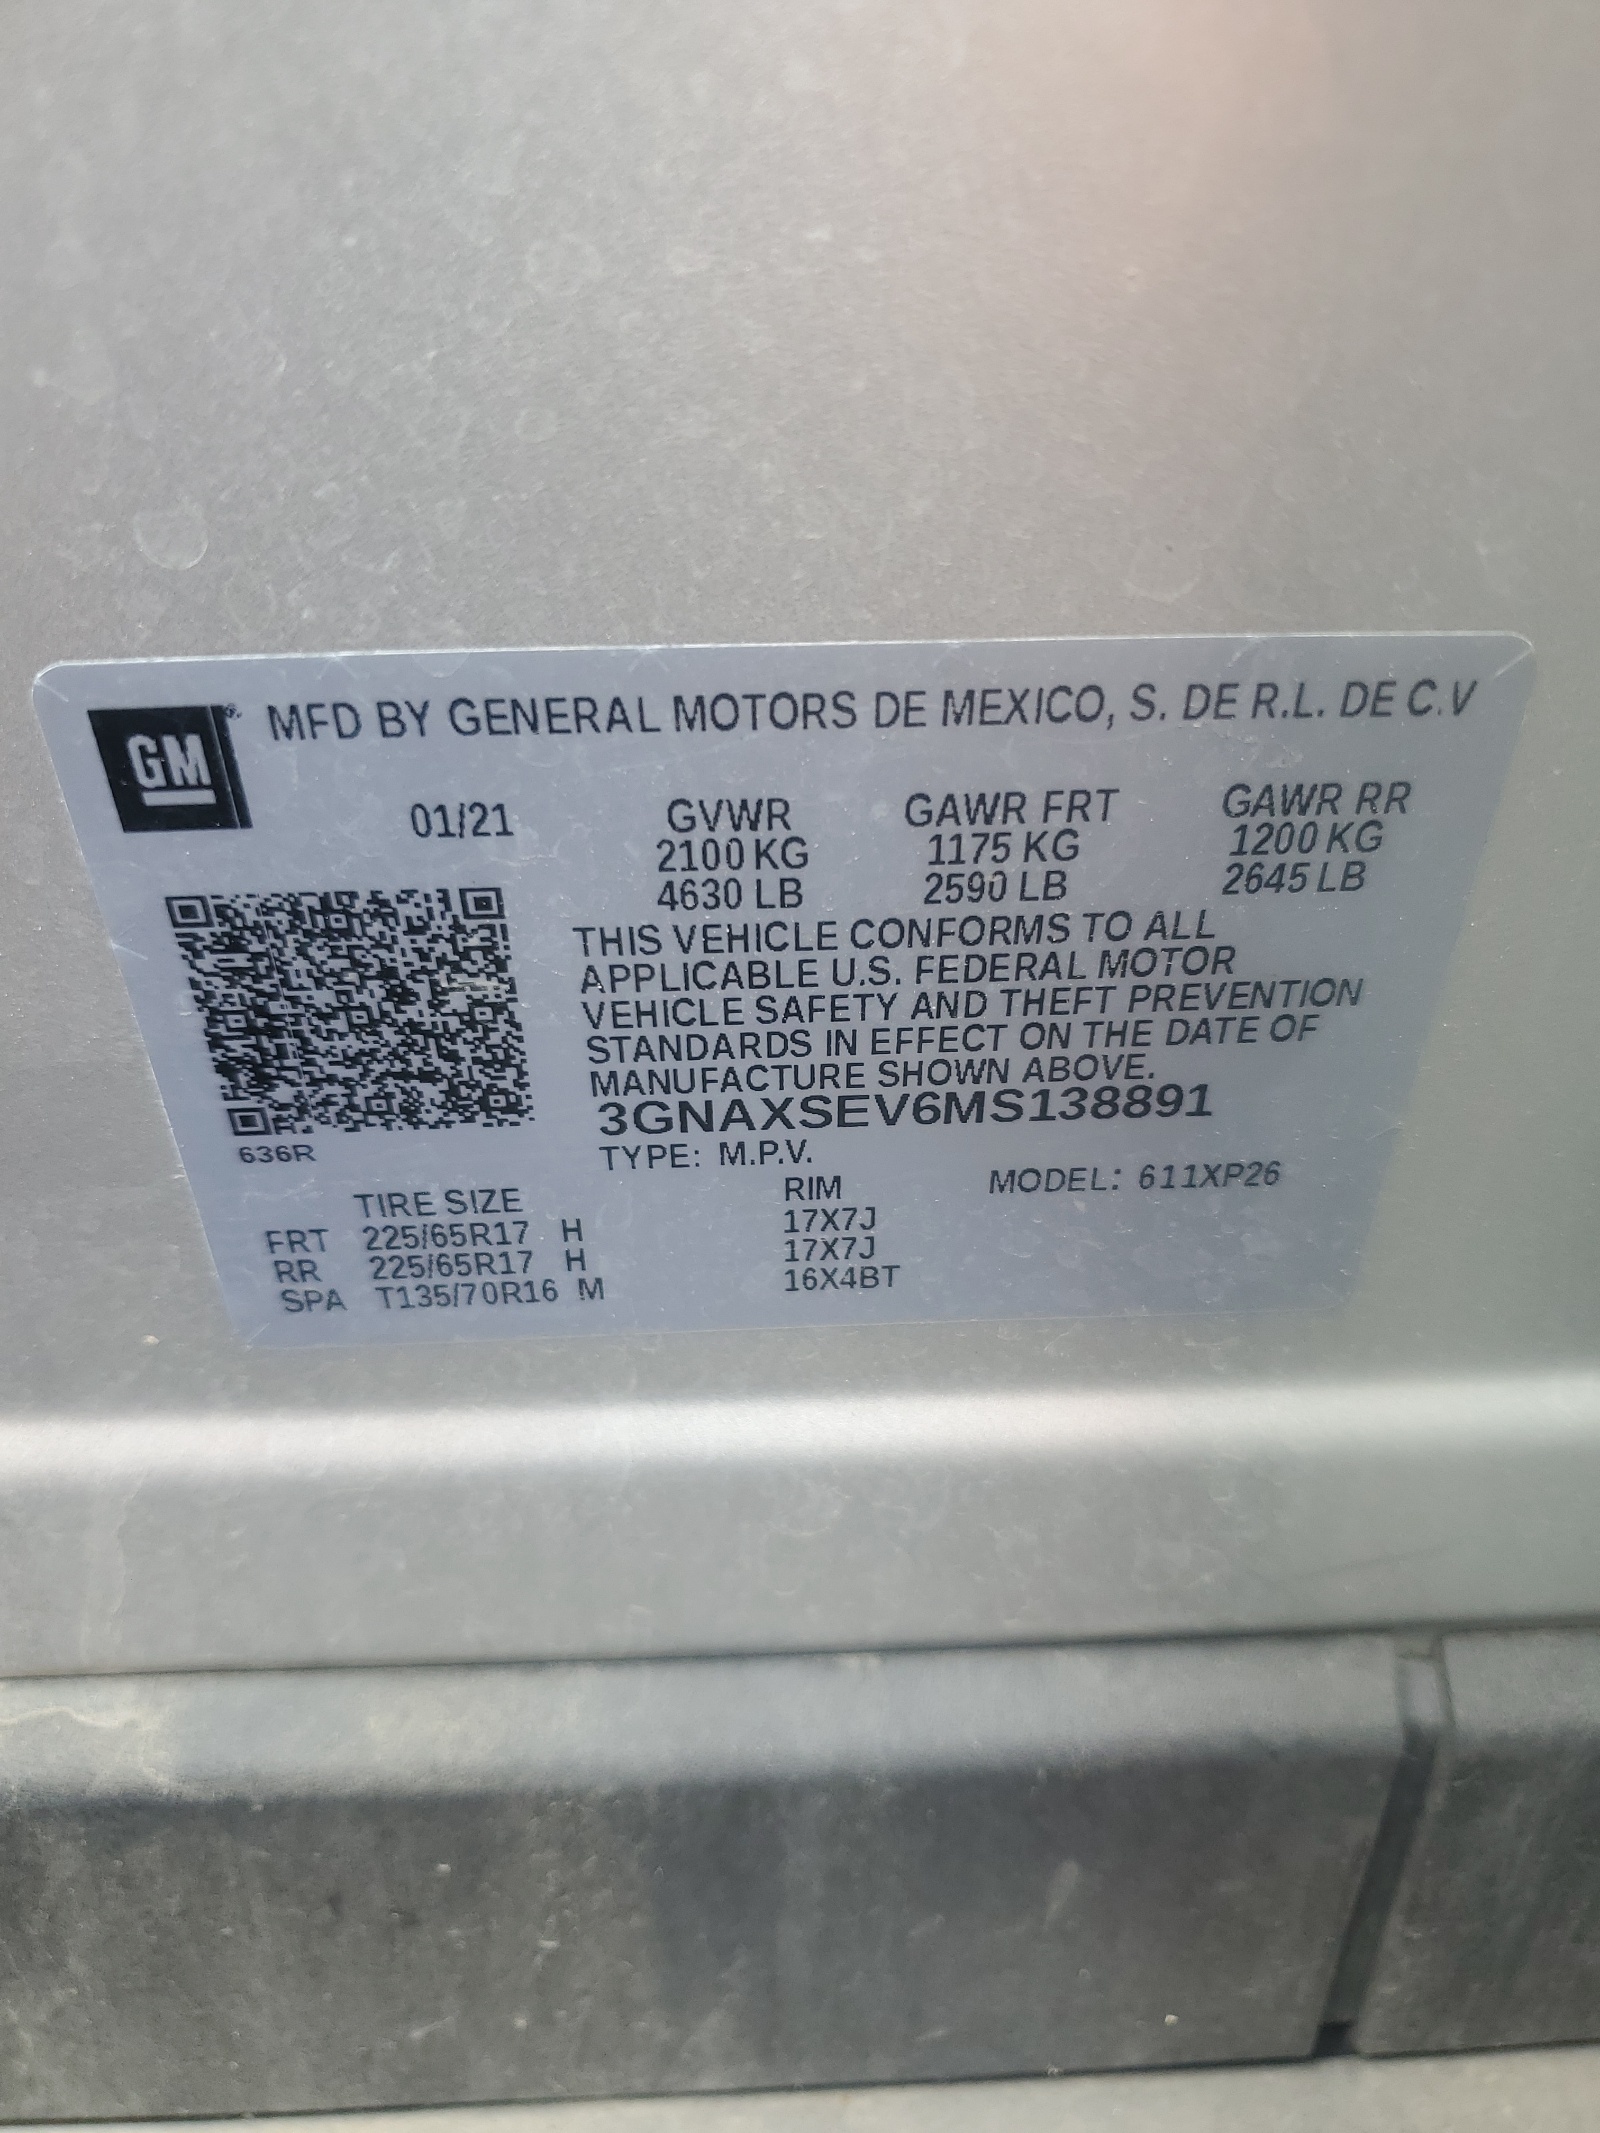 GM MFD BY GENERAL MOTORS DE MEXICO, S. DE R.L. DE C.V
01/21 GVWR GAWR FRT GAWR RR
2100 KG 1175 KG 1200 KG
4630 LB 2590 LB 2645 LB
THIS VEHICLE CONFORMS TO ALL
APPLICABLE U.S. FEDERAL MOTOR
VEHICLE SAFETY AND THEFT PREVENTION
STANDARDS IN EFFECT ON THE DATE OF
MANUFACTURE SHOWN ABOVE.
3GNAXSEV6MS138891
636R TYPE: M.P.V.
TIRE SIZE RIM MODEL: 611XP26
FRT 225/65R17 H 17X7J
RR 225/65R17 H 17X7J
SPA T135/70R16 M 16X4BT